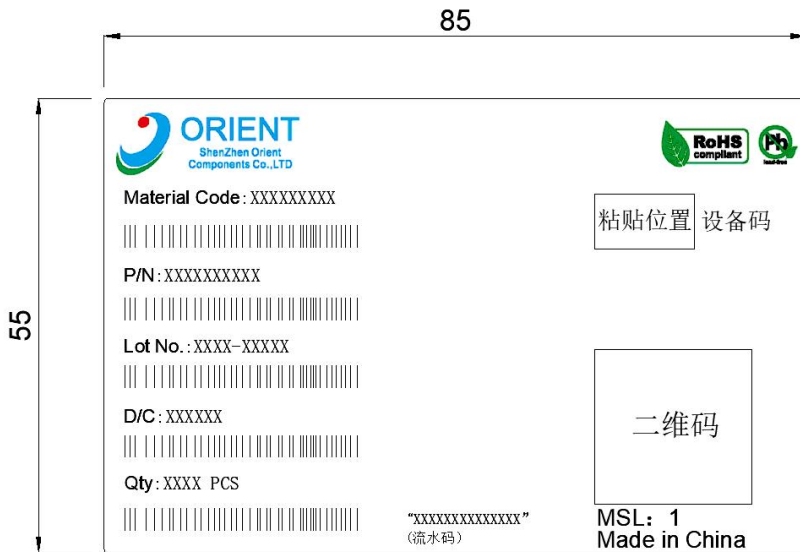 85
55
ORIENT
ShenZhen Orient
Components Co.,LTD
RoHS
compliant
Pb
lead-free
Material Code: XXXXXXXXX
粘贴位置 设备码
P/N: XXXXXXXXXX
Lot No.: XXXX-XXXXX
D/C: XXXXXX
二维码
Qty: XXXX PCS
“XXXXXXXXXXXXXX”
(流水码)
MSL: 1
Made in China